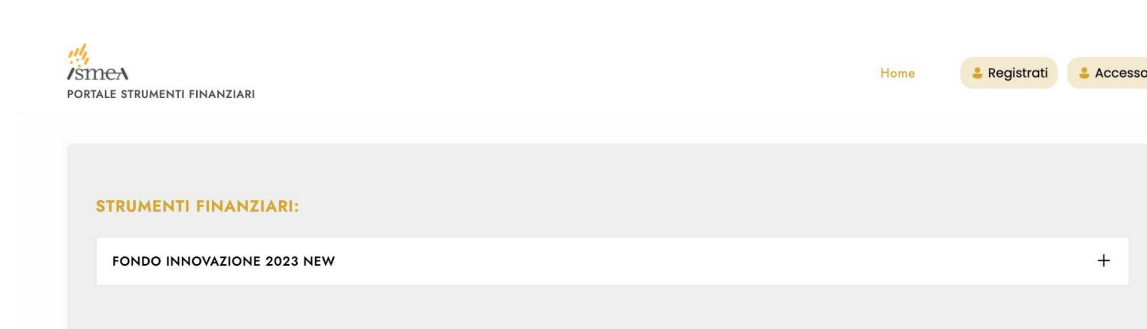 ismea
PORTALE STRUMENTI FINANZIARI
Home
Registrati
Accesso
STRUMENTI FINANZIARI:
FONDO INNOVAZIONE 2023 NEW